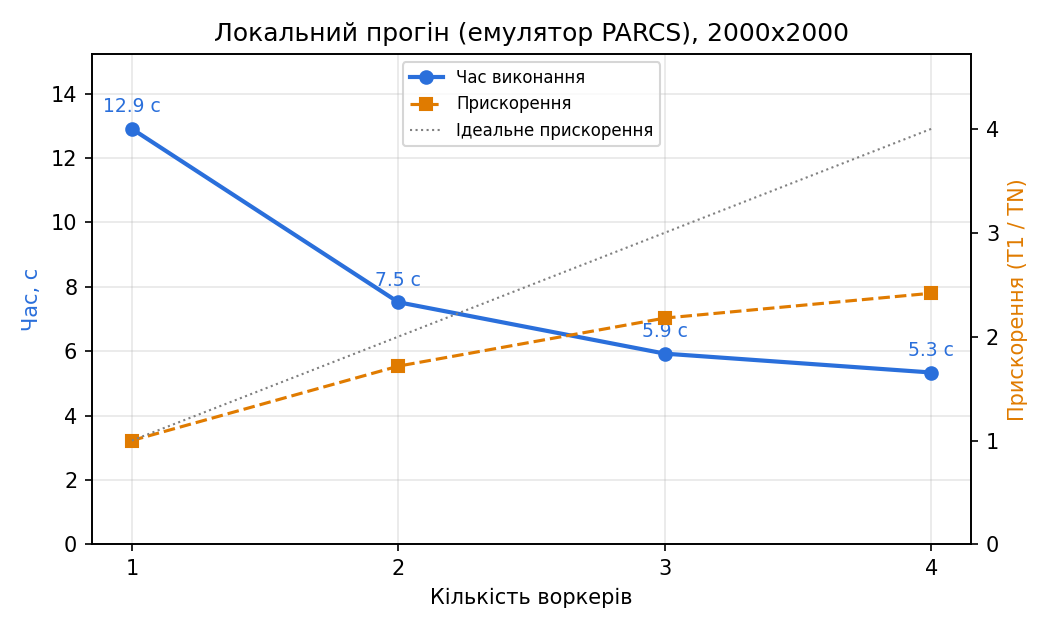 Локальний прогін (емулятор PARCS), 2000x2000
Час виконання
Прискорення
Ідеальне прискорення
12.9 с
7.5 с
5.9 с
5.3 с
14
12
10
8
6
4
2
0
Час, с
4
3
2
1
0
Прискорення (T1 / TN)
1
2
3
4
Кількість воркерів